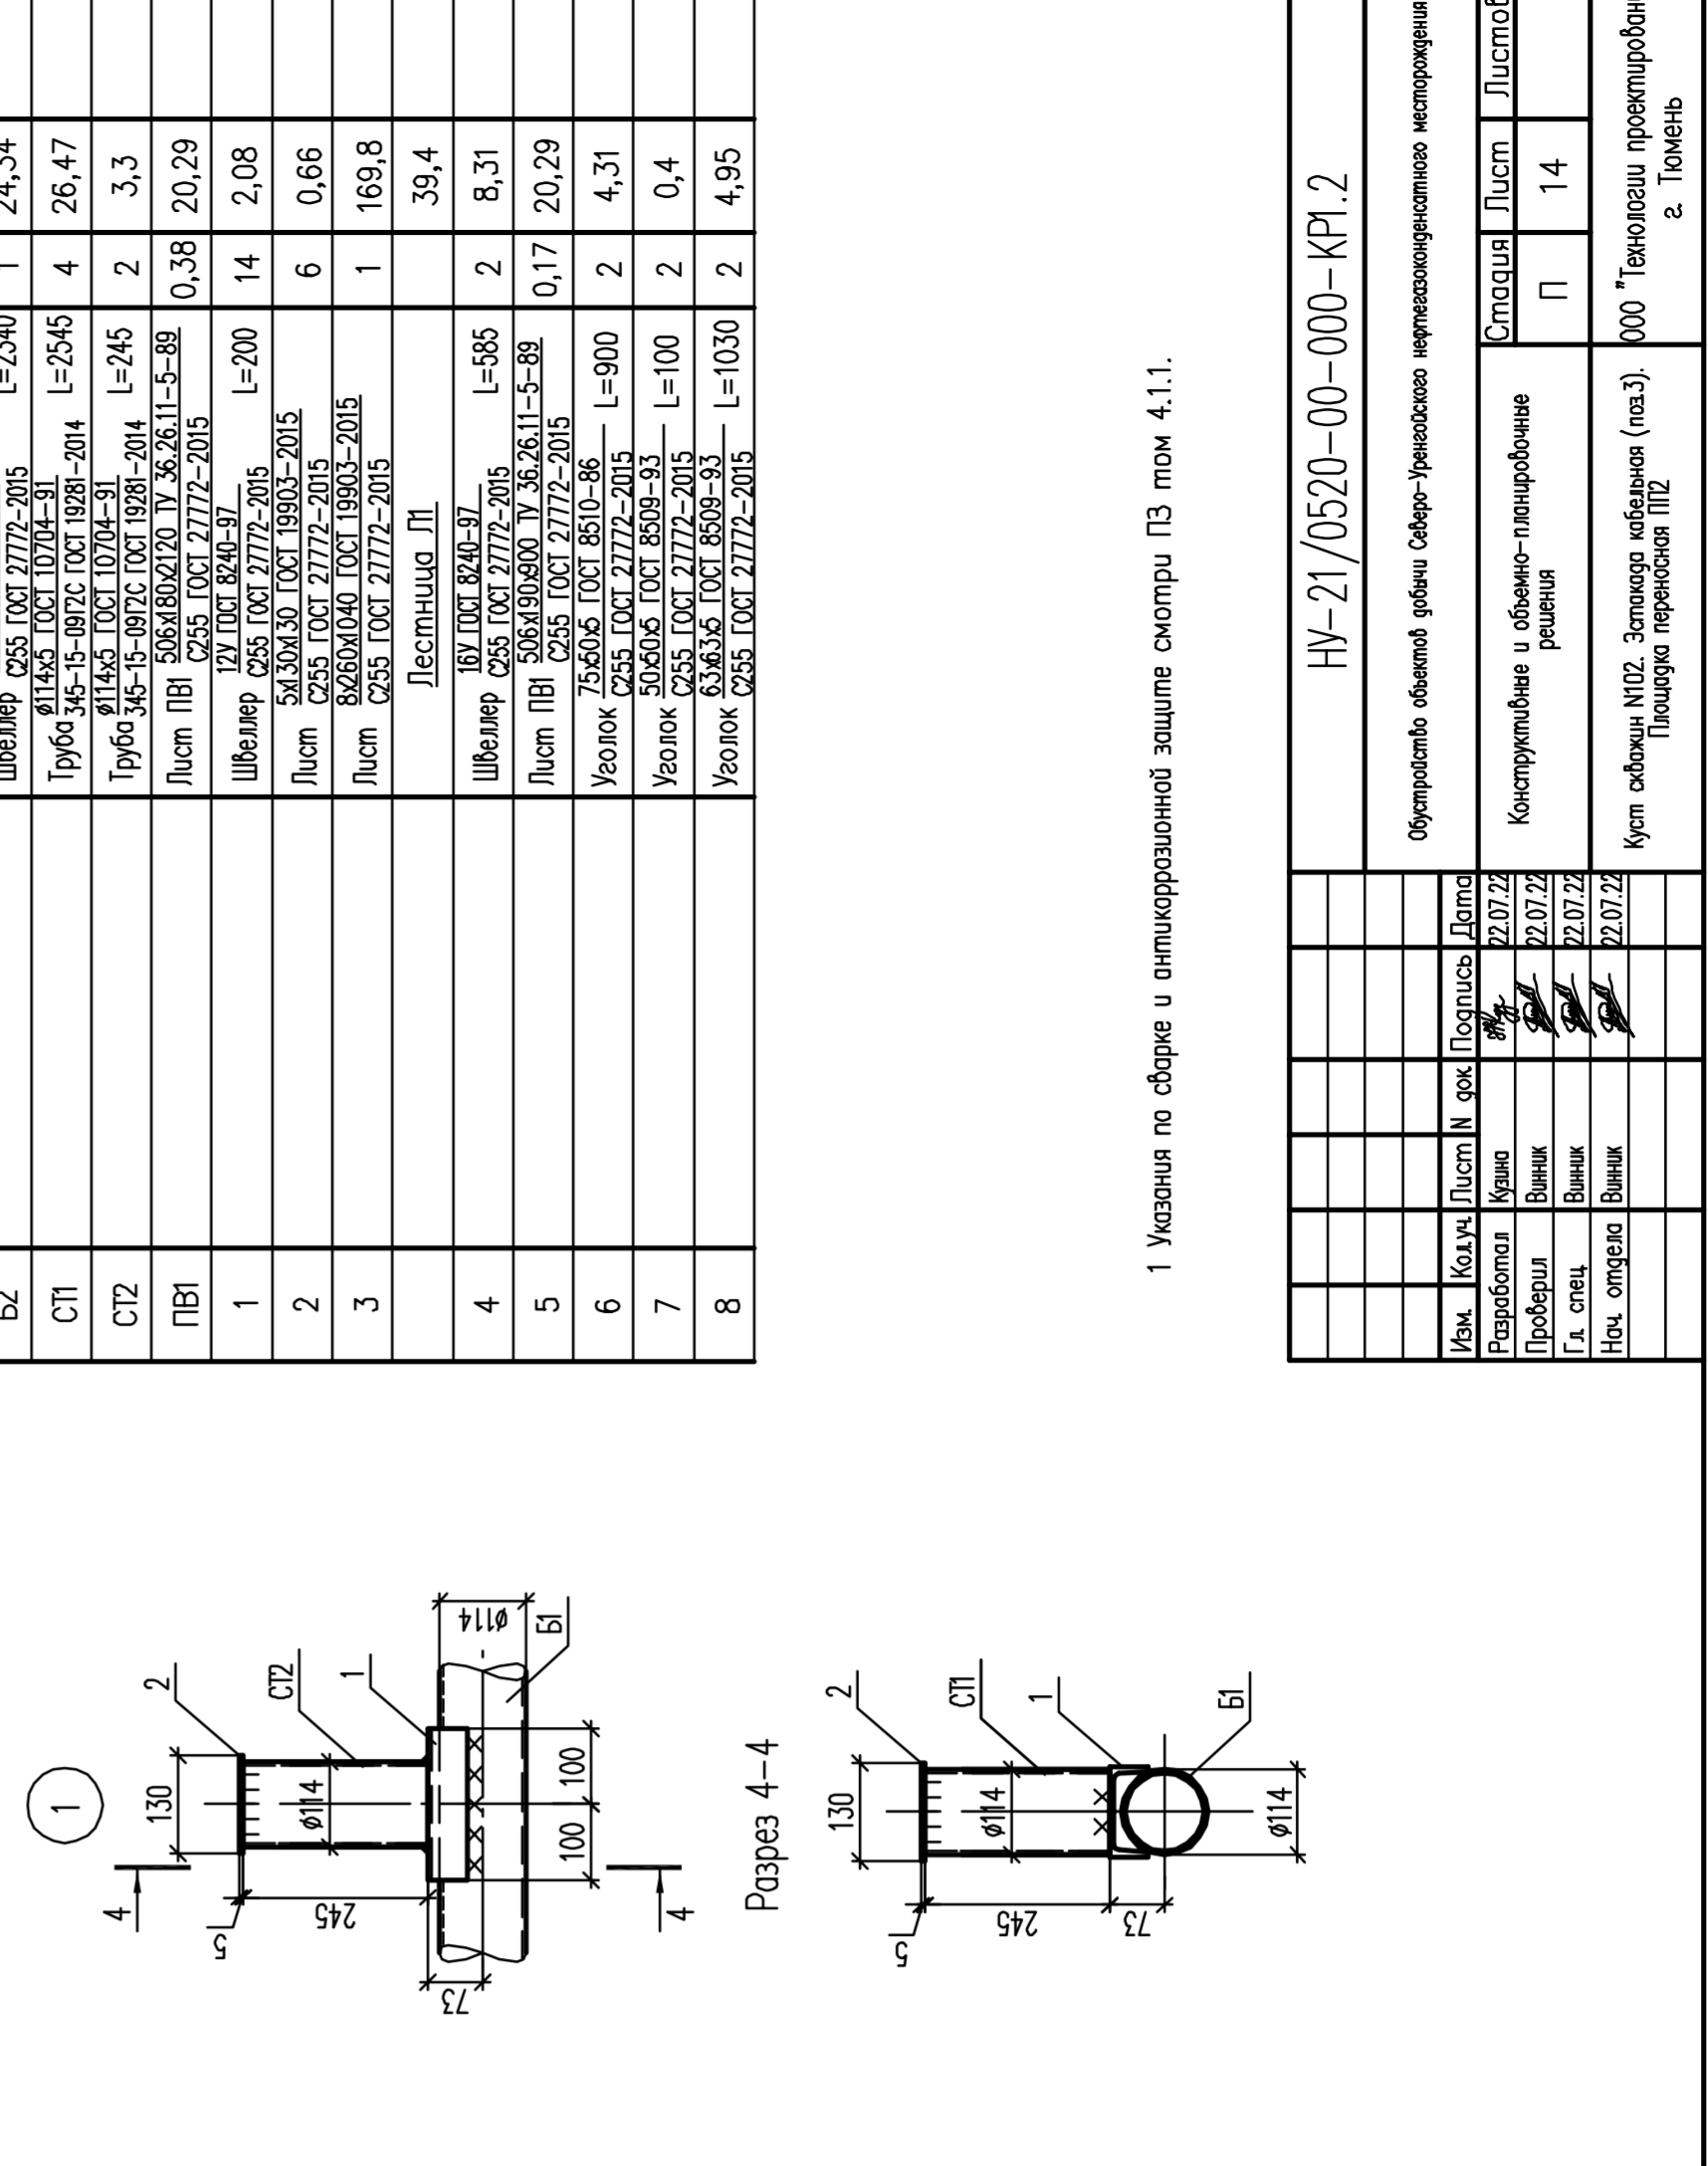 Б2
Швеллер С255 ГОСТ 27772-2015 L=2340 1 24,34
СТ1 Труба ø114x5 ГОСТ 10704-91
345-15-09Г2С ГОСТ 19281-2014 L=2545 4 26,47
СТ2 Труба ø114x5 ГОСТ 10704-91
345-15-09Г2С ГОСТ 19281-2014 L=245 2 3,3
ПВ1 Лист ПВ1 506x180x2120 ТУ 36.26.11-5-89
С255 ГОСТ 27772-2015 0,38 20,29
1 Швеллер 12У ГОСТ 8240-97
С255 ГОСТ 27772-2015 L=200 14 2,08
2 Лист 5x130x130 ГОСТ 19903-2015
С255 ГОСТ 27772-2015 6 0,66
3 Лист 8x260x1040 ГОСТ 19903-2015
С255 ГОСТ 27772-2015 1 169,8
Лестница Л1 39,4
4 Швеллер 16У ГОСТ 8240-97
С255 ГОСТ 27772-2015 L=585 2 8,31
5 Лист ПВ1 506x190x900 ТУ 36.26.11-5-89
С255 ГОСТ 27772-2015 0,17 20,29
6 Уголок 75x50x5 ГОСТ 8510-86
С255 ГОСТ 27772-2015 L=900 2 4,31
7 Уголок 50x50x5 ГОСТ 8509-93
С255 ГОСТ 27772-2015 L=100 2 0,4
8 Уголок 63x63x5 ГОСТ 8509-93
С255 ГОСТ 27772-2015 L=1030 2 4,95
1
4
130
2
5
245
ø114
СТ2
1
73
ø114
100 100
Б1
4
Разрез 4-4
130
2
5
245
ø114
СТ1
1
73
Б1
ø114
1 Указания по сварке и антикоррозионной защите смотри ПЗ том 4.1.1.
НУ-21/0520-00-000-КР1.2
Обустройство объектов добычи Северо-Уренгойского нефтегазоконденсатного месторождения
Изм. Кол.уч. Лист N док. Подпись Дата
Разработал Кузина 22.07.22
Проверил Винник 22.07.22
Гл. спец Винник 22.07.22
Нач. отдела Винник 22.07.22
Конструктивные и объемно-планировочные
решения
Стадия Лист Листов
П 14
Куст скважин N102. Эстакада кабельная (поз.3).
Площадка переносная ПП2
ООО "Технологии проектирован
г. Тюмень